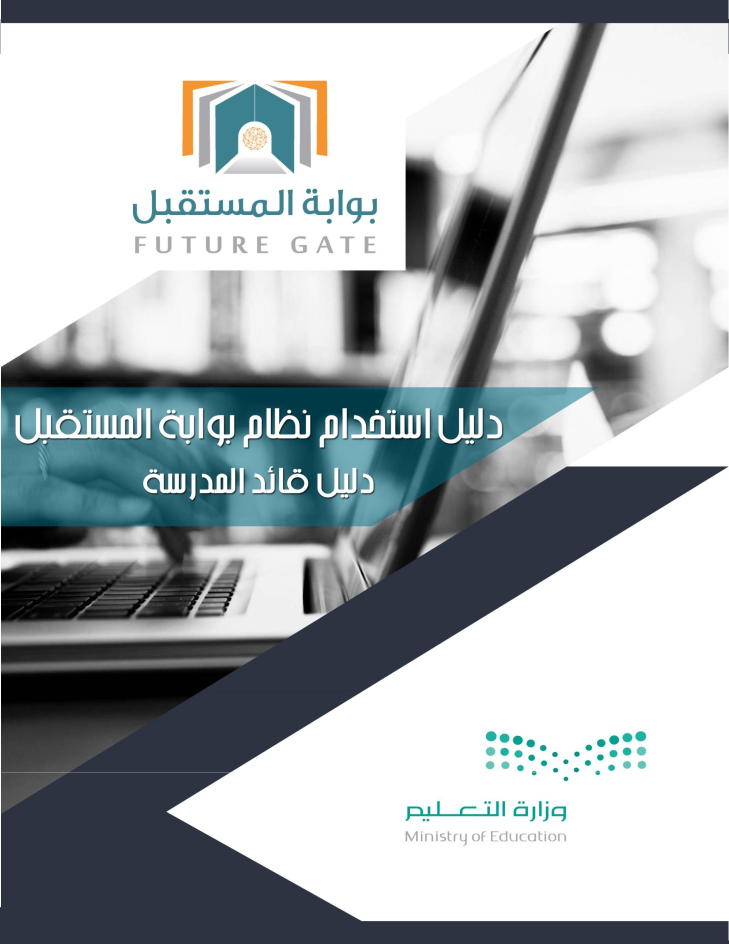 بوابة المستقبل
FUTURE GATE
دليل استخدام نظام بوابة المستقبل
دليل قائد المدرسة
وزارة التعليم
Ministry of Education